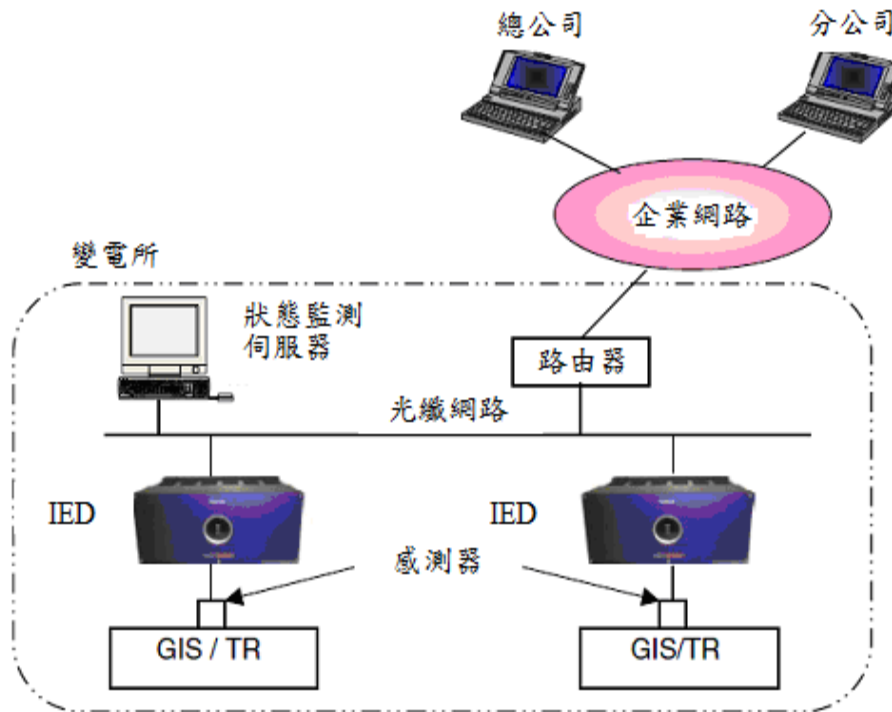 總公司
分公司
企業網路
變電所
狀態監測
伺服器
路由器
光纖網路
IED
IED
感測器
GIS / TR
GIS/TR